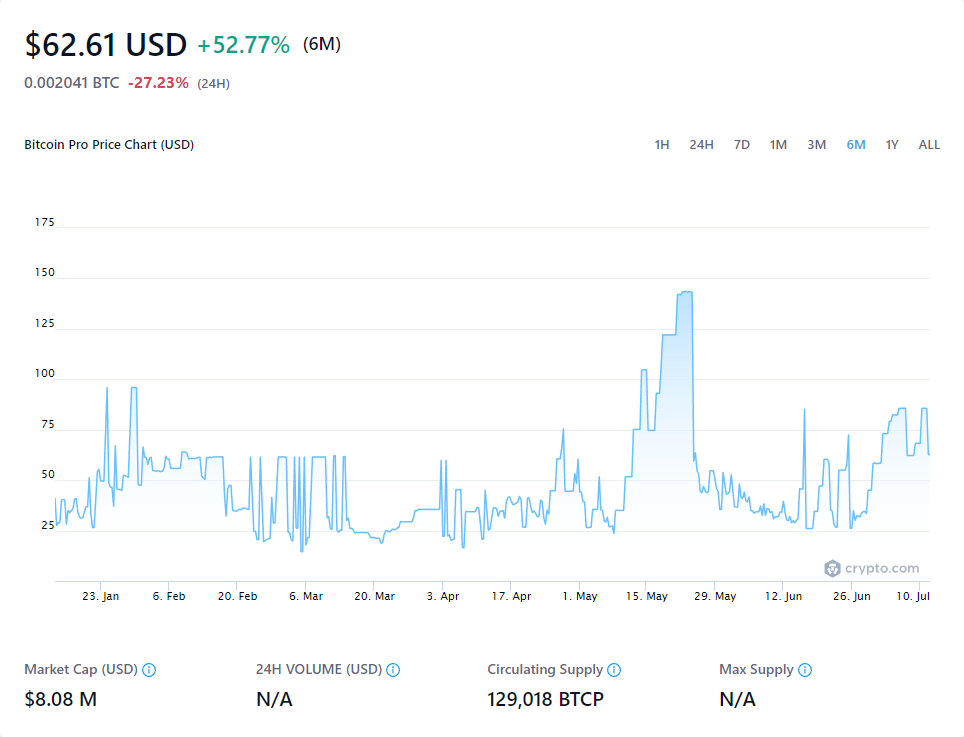 $62.61 USD +52.77% (6M)
0.002041 BTC -27.23% (24H)
Bitcoin Pro Price Chart (USD) 1H 24H 7D 1M 3M 6M 1Y ALL
175
150
125
100
75
50
25
crypto.com
23. Jan 6. Feb 20. Feb 6. Mar 20. Mar 3. Apr 17. Apr 1. May 15. May 29. May 12. Jun 26. Jun 10. Jul
Market Cap (USD) 24H VOLUME (USD) Circulating Supply Max Supply
$8.08 M N/A 129,018 BTCP N/A